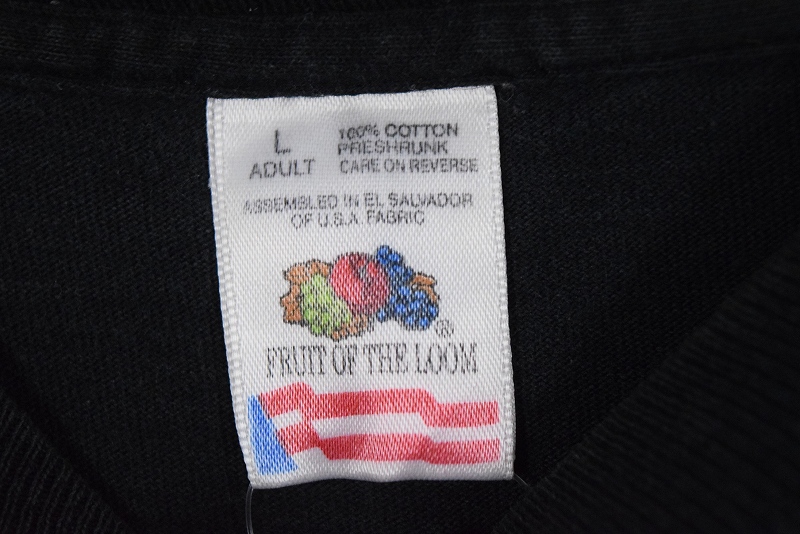 L
ADULT
100% COTTON
PRESHRUNK
CARE ON REVERSE
ASSEMBLED IN EL SALVADOR
OF U.S.A. FABRIC
®
FRUIT OF THE LOOM